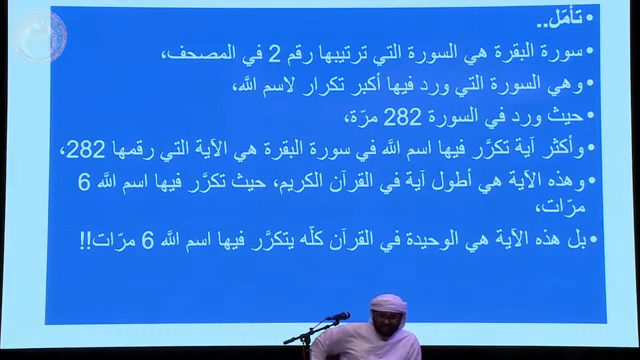 تأمّل..
سورة البقرة هي السورة التي ترتيبها رقم 2 في المصحف،
وهي السورة التي ورد فيها أكبر تكرار لاسم الله،
حيث ورد في السورة 282 مرّة،
وأكثر آية تكرَّر فيها اسم الله في سورة البقرة هي الآية التي رقمها 282،
وهذه الآية هي أطول آية في القرآن الكريم، حيث تكرَّر فيها اسم الله 6
مرّات،
بل هذه الآية هي الوحيدة في القرآن كلّه يتكرَّر فيها اسم الله 6 مرّات!!